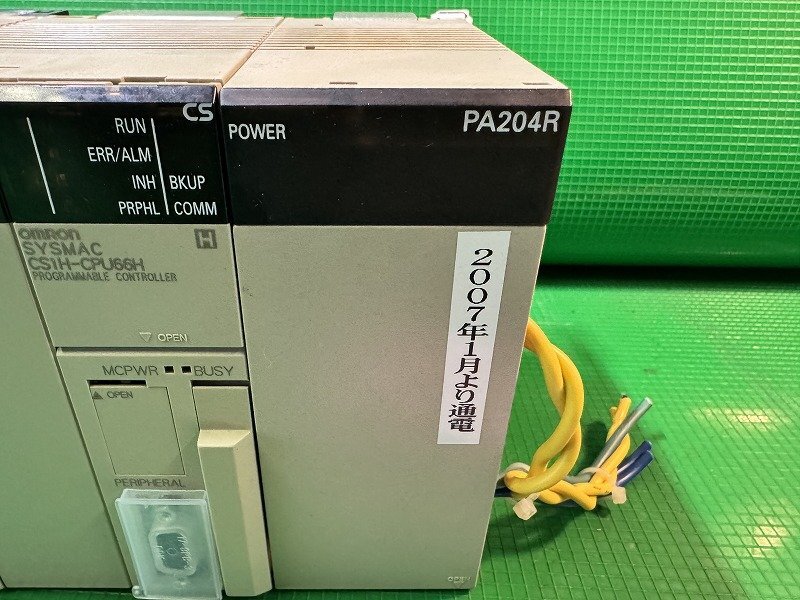 CS
RUN
ERR/ALM
INH BKUP
PRPHL COMM
omron
H
SYSMAC
CS1H-CPU66H
PROGRAMMABLE CONTROLLER
▽ OPEN
MCPWR BUSY
▲ OPEN
PERIPHERAL
POWER PA204R
2007年1月より通電
OPEN